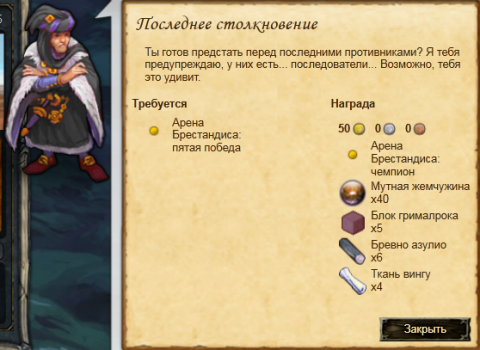 Последнее столкновение
Ты готов предстать перед последними противниками? Я тебя
предупреждаю, у них есть... последователи... Возможно, тебя
это удивит.
Требуется
Арена
Брестандиса:
пятая победа
Награда
50 0 0
Арена
Брестандиса:
чемпион
Мутная жемчужина
x40
Блок грималрока
x5
Бревно азулио
x6
Ткань вингу
x4
Закрыть